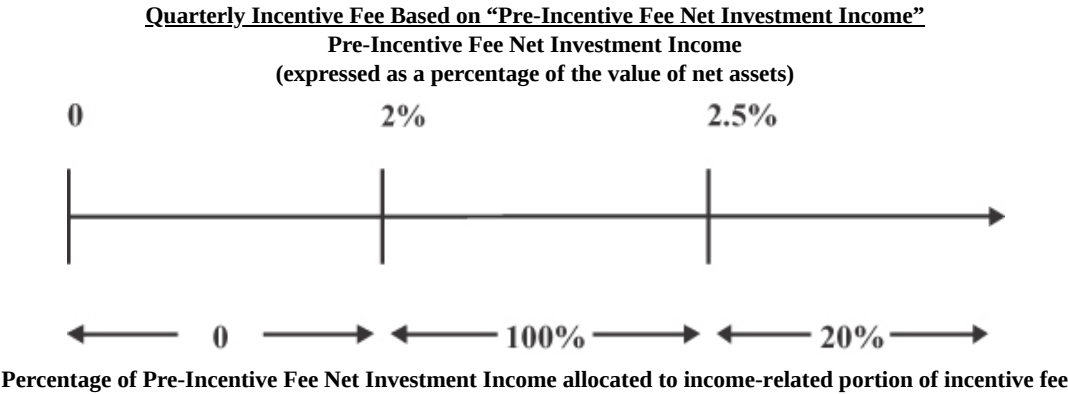 Quarterly Incentive Fee Based on “Pre-Incentive Fee Net Investment Income”
Pre-Incentive Fee Net Investment Income
(expressed as a percentage of the value of net assets)
0 2% 2.5%
0 100% 20%
Percentage of Pre-Incentive Fee Net Investment Income allocated to income-related portion of incentive fee